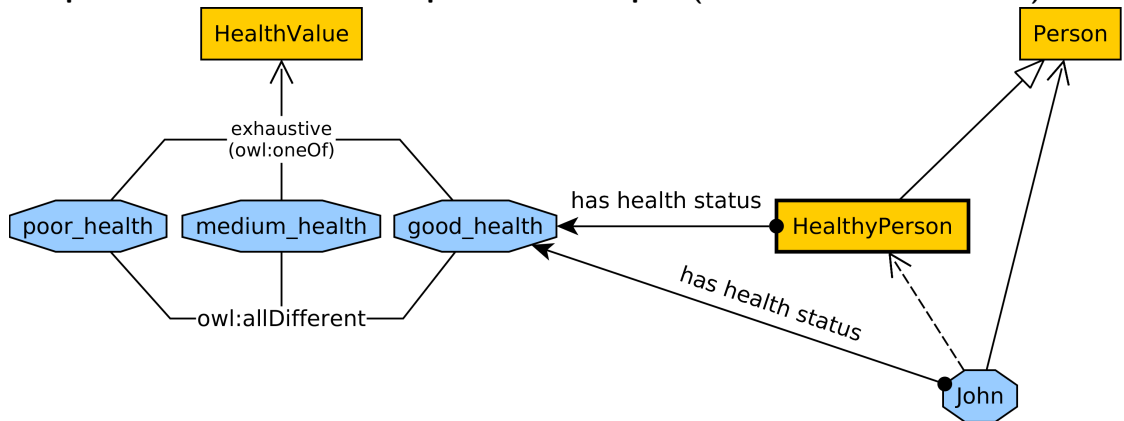 HealthValue
Person
exhaustive
(owl:oneOf)
has health status
poor_health
medium_health
good_health
HealthyPerson
has health status
owl:allDifferent
John